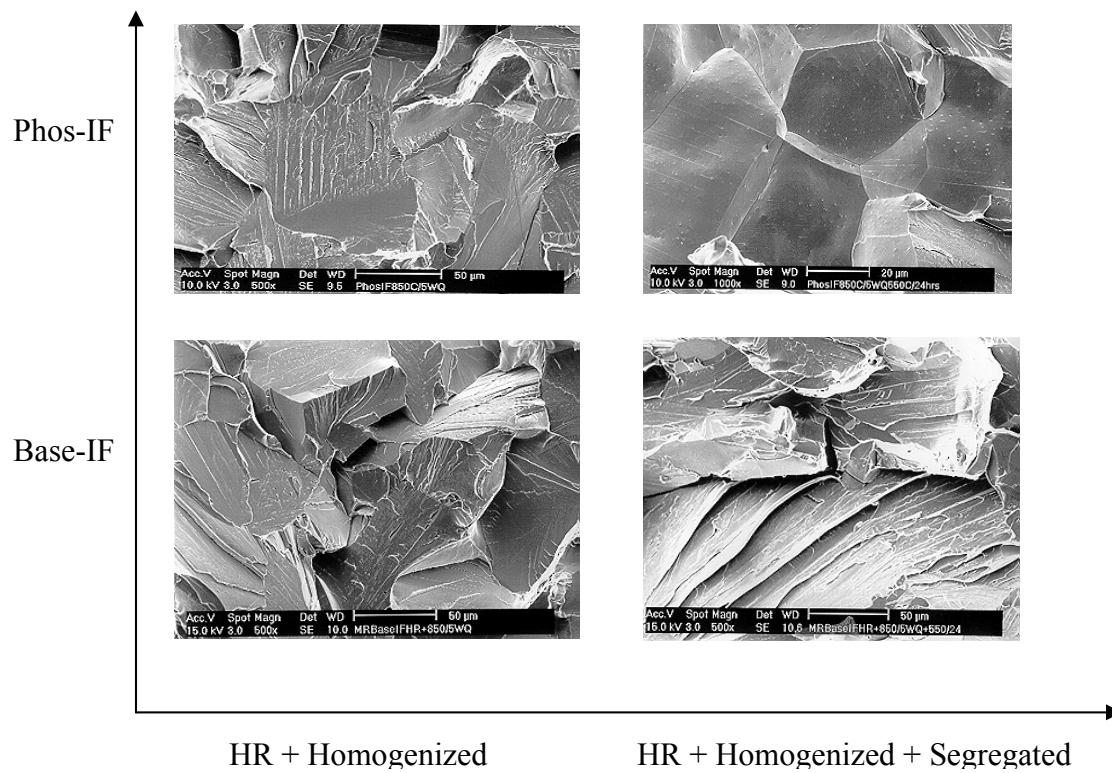 Phos-IF
Acc.V Spot Magn Det WD 50 µm
10.0 kV 3.0 500x SE 9.5 PhosIF850C/5WQ
Acc.V Spot Magn Det WD 20 µm
10.0 kV 3.0 1000x SE 9.0 PhosIF850C/5WQ550C/24hrs
Base-IF
Acc.V Spot Magn Det WD 50 µm
15.0 kV 3.0 500x SE 10.0 MRBaseIFHR+850/5WQ
Acc.V Spot Magn Det WD 50 µm
15.0 kV 3.0 500x SE 10.6 MRBaseIFHR+850/5WQ+550/24
HR + Homogenized
HR + Homogenized + Segregated